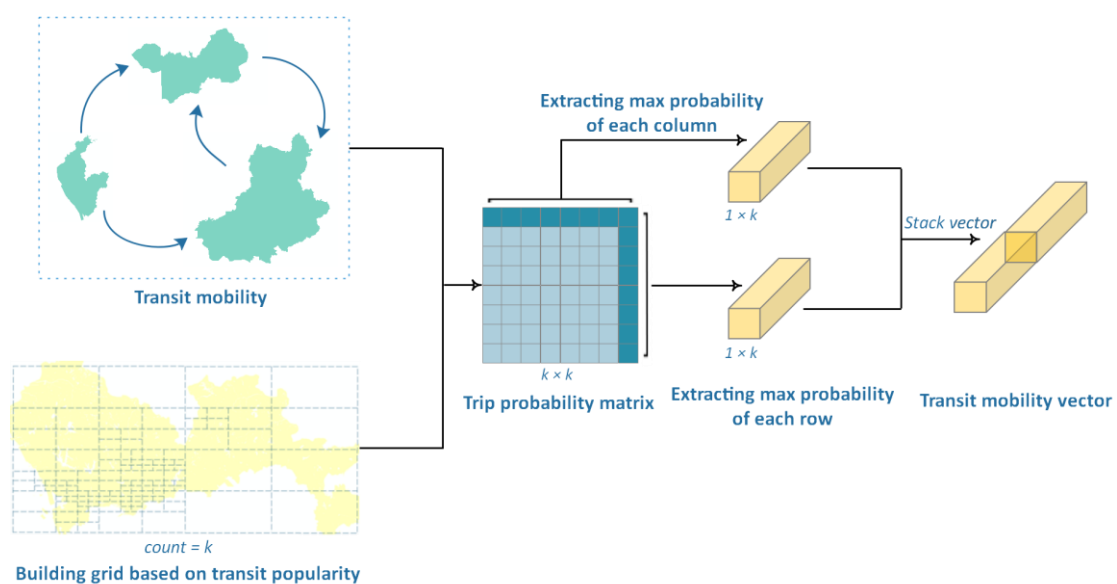 Transit mobility
count = k
Building grid based on transit popularity
k × k
Trip probability matrix
Extracting max probability
of each column
1 × k
1 × k
Extracting max probability
of each row
Stack vector
Transit mobility vector